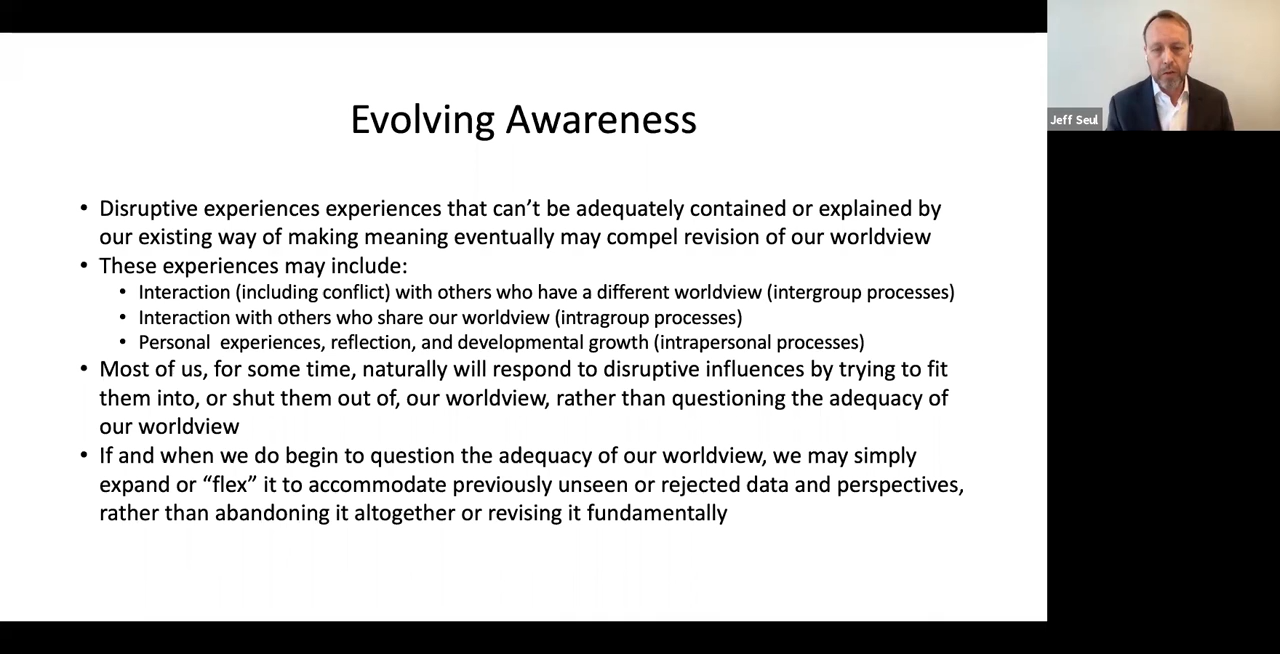 Evolving Awareness
• Disruptive experiences experiences that can’t be adequately contained or explained by
our existing way of making meaning eventually may compel revision of our worldview
• These experiences may include:
• Interaction (including conflict) with others who have a different worldview (intergroup processes)
• Interaction with others who share our worldview (intragroup processes)
• Personal experiences, reflection, and developmental growth (intrapersonal processes)
• Most of us, for some time, naturally will respond to disruptive influences by trying to fit
them into, or shut them out of, our worldview, rather than questioning the adequacy of
our worldview
• If and when we do begin to question the adequacy of our worldview, we may simply
expand or “flex” it to accommodate previously unseen or rejected data and perspectives,
rather than abandoning it altogether or revising it fundamentally
Jeff Seul